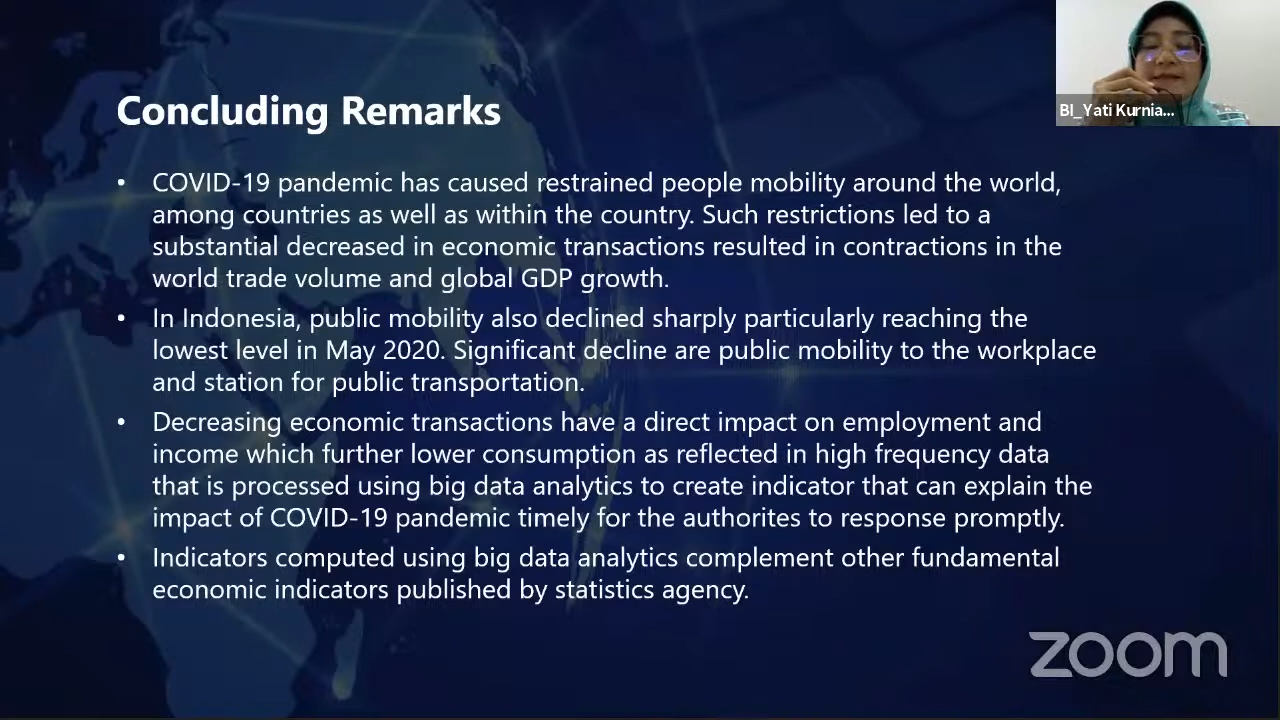 Concluding Remarks
BI_Yati Kurnia...
• COVID-19 pandemic has caused restrained people mobility around the world,
among countries as well as within the country. Such restrictions led to a
substantial decreased in economic transactions resulted in contractions in the
world trade volume and global GDP growth.
• In Indonesia, public mobility also declined sharply particularly reaching the
lowest level in May 2020. Significant decline are public mobility to the workplace
and station for public transportation.
• Decreasing economic transactions have a direct impact on employment and
income which further lower consumption as reflected in high frequency data
that is processed using big data analytics to create indicator that can explain the
impact of COVID-19 pandemic timely for the authorites to response promptly.
• Indicators computed using big data analytics complement other fundamental
economic indicators published by statistics agency.
zoom